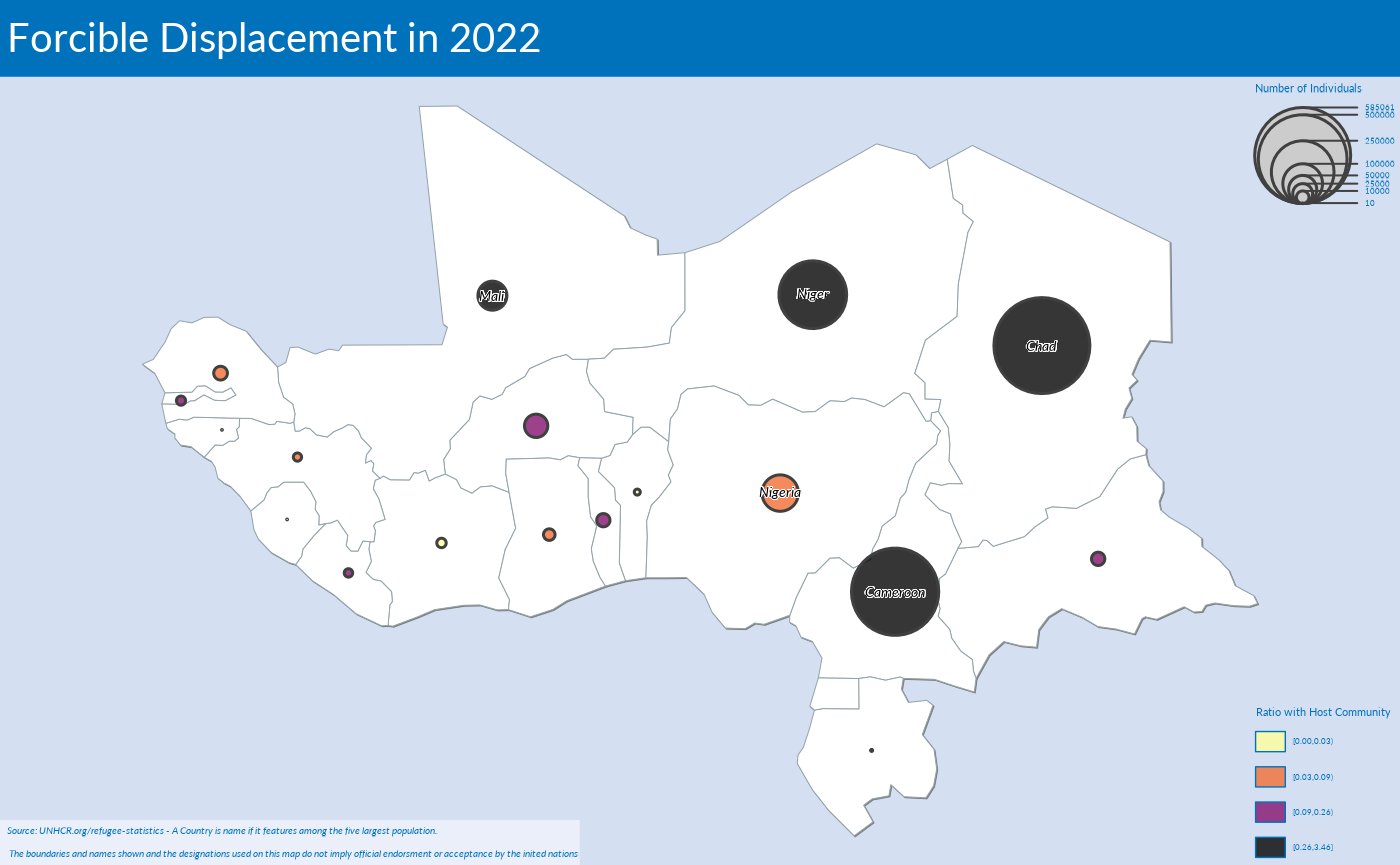 Forcible Displacement in 2022
Number of Individuals
585061
500000
250000
100000
50000
25000
10000
10
Mali
Niger
Chad
Nigeria
Cameroon
Ratio with Host Community
[0.00,0.03)
[0.03,0.09)
[0.09,0.26)
[0.26,3.46]
Source: UNHCR.org/refugee-statistics - A Country is name if it features among the five largest population.
The boundaries and names shown and the designations used on this map do not imply official endorsment or acceptance by the inited nations